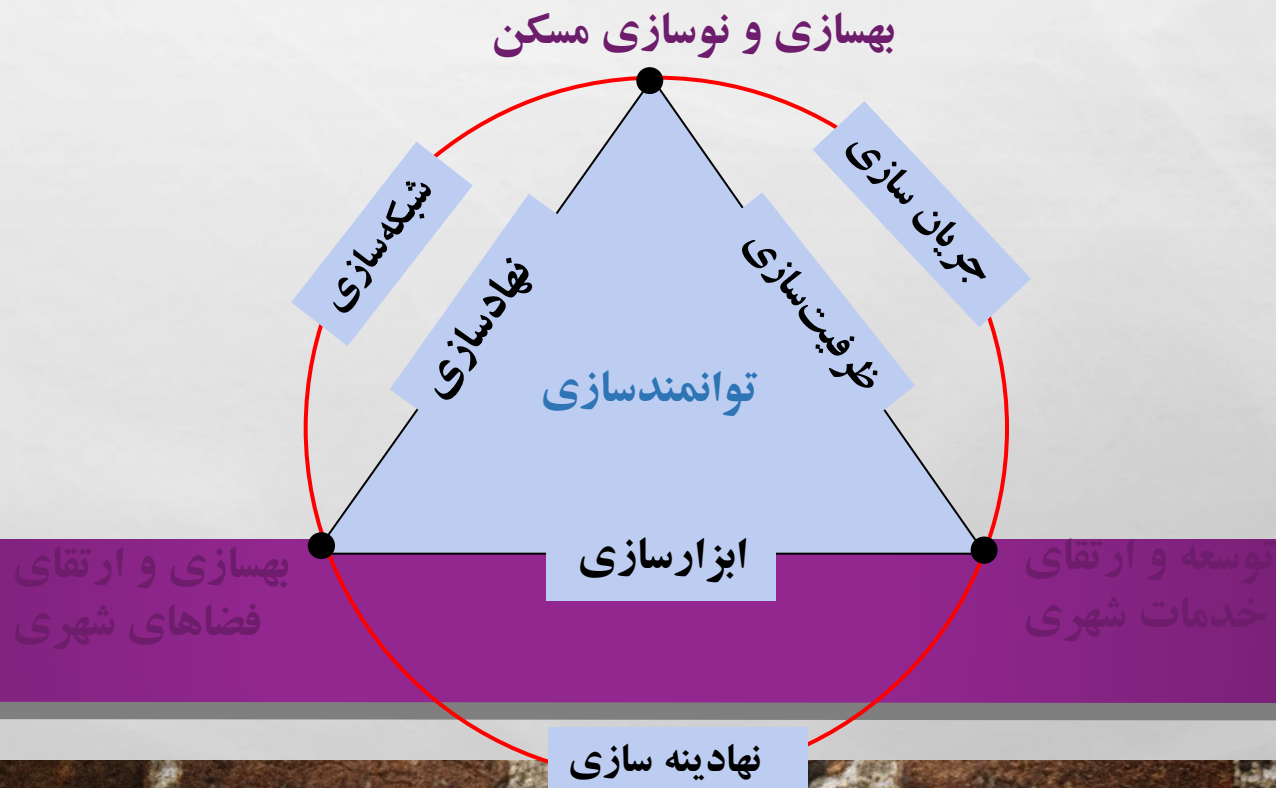 بهسازی و نوسازی مسکن
جریان سازی
شبکه‌سازی
ظرفیت‌سازی
نهادسازی
توانمندسازی
ابزارسازی
توسعه و ارتقای
خدمات شهری
بهسازی و ارتقای
فضاهای شهری
نهادینه سازی